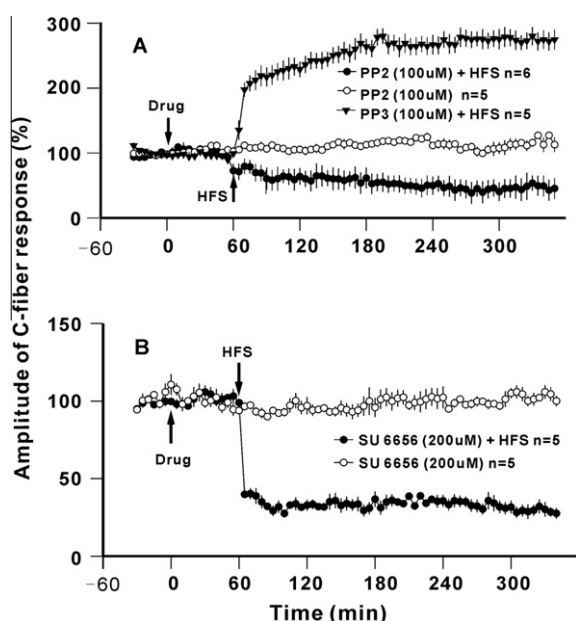 Amplitude of C-fiber response (%)
300
A
PP2 (100uM) + HFS n=6
PP2 (100uM) n=5
PP3 (100uM) + HFS n=5
Drug
200
100
HFS
0
−60 0 60 120 180 240 300
150
B
HFS
100
SU 6656 (200uM) + HFS n=5
SU 6656 (200uM) n=5
Drug
50
0
−60 0 60 120 180 240 300
Time (min)